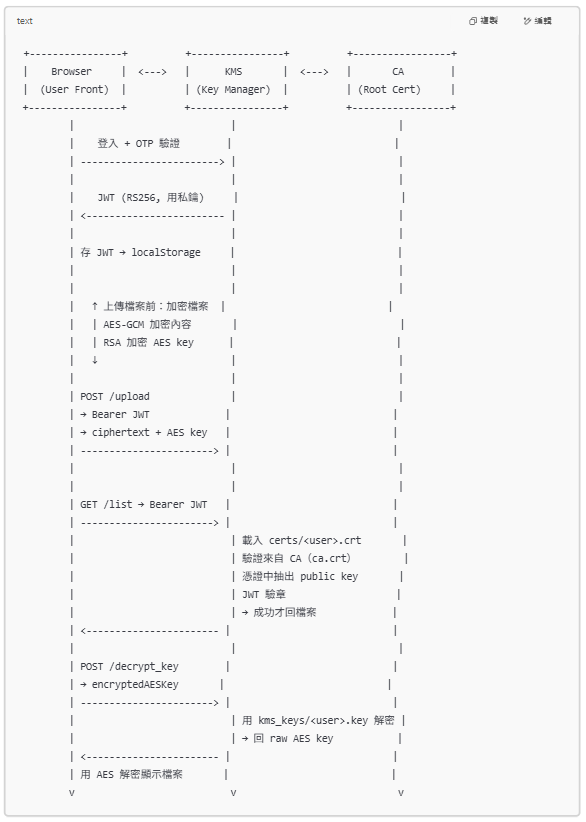 text 複製 編輯
+----------------+ +----------------+ +-----------------+
| Browser | <---> | KMS | <---> | CA |
| (User Front) | | (Key Manager) | | (Root Cert) |
+----------------+ +----------------+ +-----------------+
| | |
| 登入 + OTP 驗證 | |
| -----------------------> | |
| | |
| JWT (RS256, 用私鑰) | |
| <----------------------- | |
| | |
| 存 JWT → localStorage | |
| | |
| | |
| ↑ 上傳檔案前：加密檔案 | |
| | AES-GCM 加密內容 | |
| | RSA 加密 AES key | |
| ↓ | |
| | |
| POST /upload | |
| → Bearer JWT | |
| → ciphertext + AES key | |
| ----------------------> | |
| | |
| | |
| GET /list → Bearer JWT | |
| ----------------------> | |
| | 載入 certs/<user>.crt |
| | 驗證來自 CA（ca.crt） |
| | 憑證中抽出 public key |
| | JWT 驗章 |
| | → 成功才回檔案 |
| <---------------------- | |
| | |
| POST /decrypt_key | |
| → encryptedAESKey | |
| ----------------------> | |
| | 用 kms_keys/<user>.key 解密 |
| | → 回 raw AES key |
| <---------------------- | |
| 用 AES 解密顯示檔案 | |
v v v